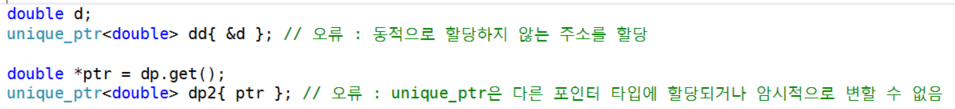 double d;
unique_ptr<double> dd{ &d }; // 오류 : 동적으로 할당하지 않는 주소를 할당
double *ptr = dp.get();
unique_ptr<double> dp2{ ptr }; // 오류 : unique_ptr은 다른 포인터 타입에 할당되거나 암시적으로 변할 수 없음